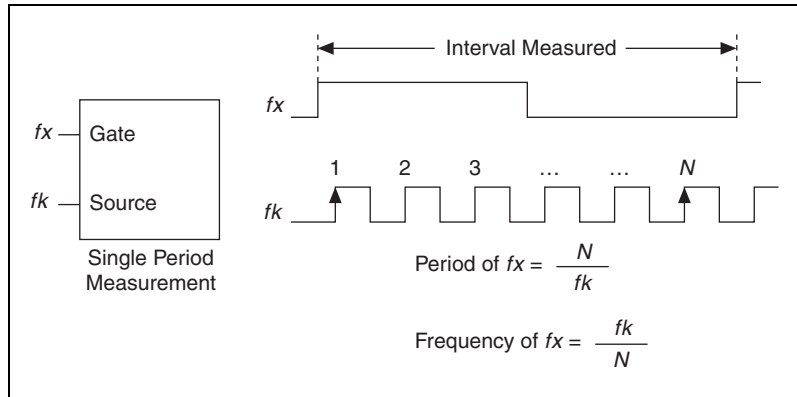 Interval Measured
fx
fx Gate
1 2 3 … … N
fk Source
fk
Single Period
Measurement
Period of fx = N
fk
Frequency of fx = fk
N